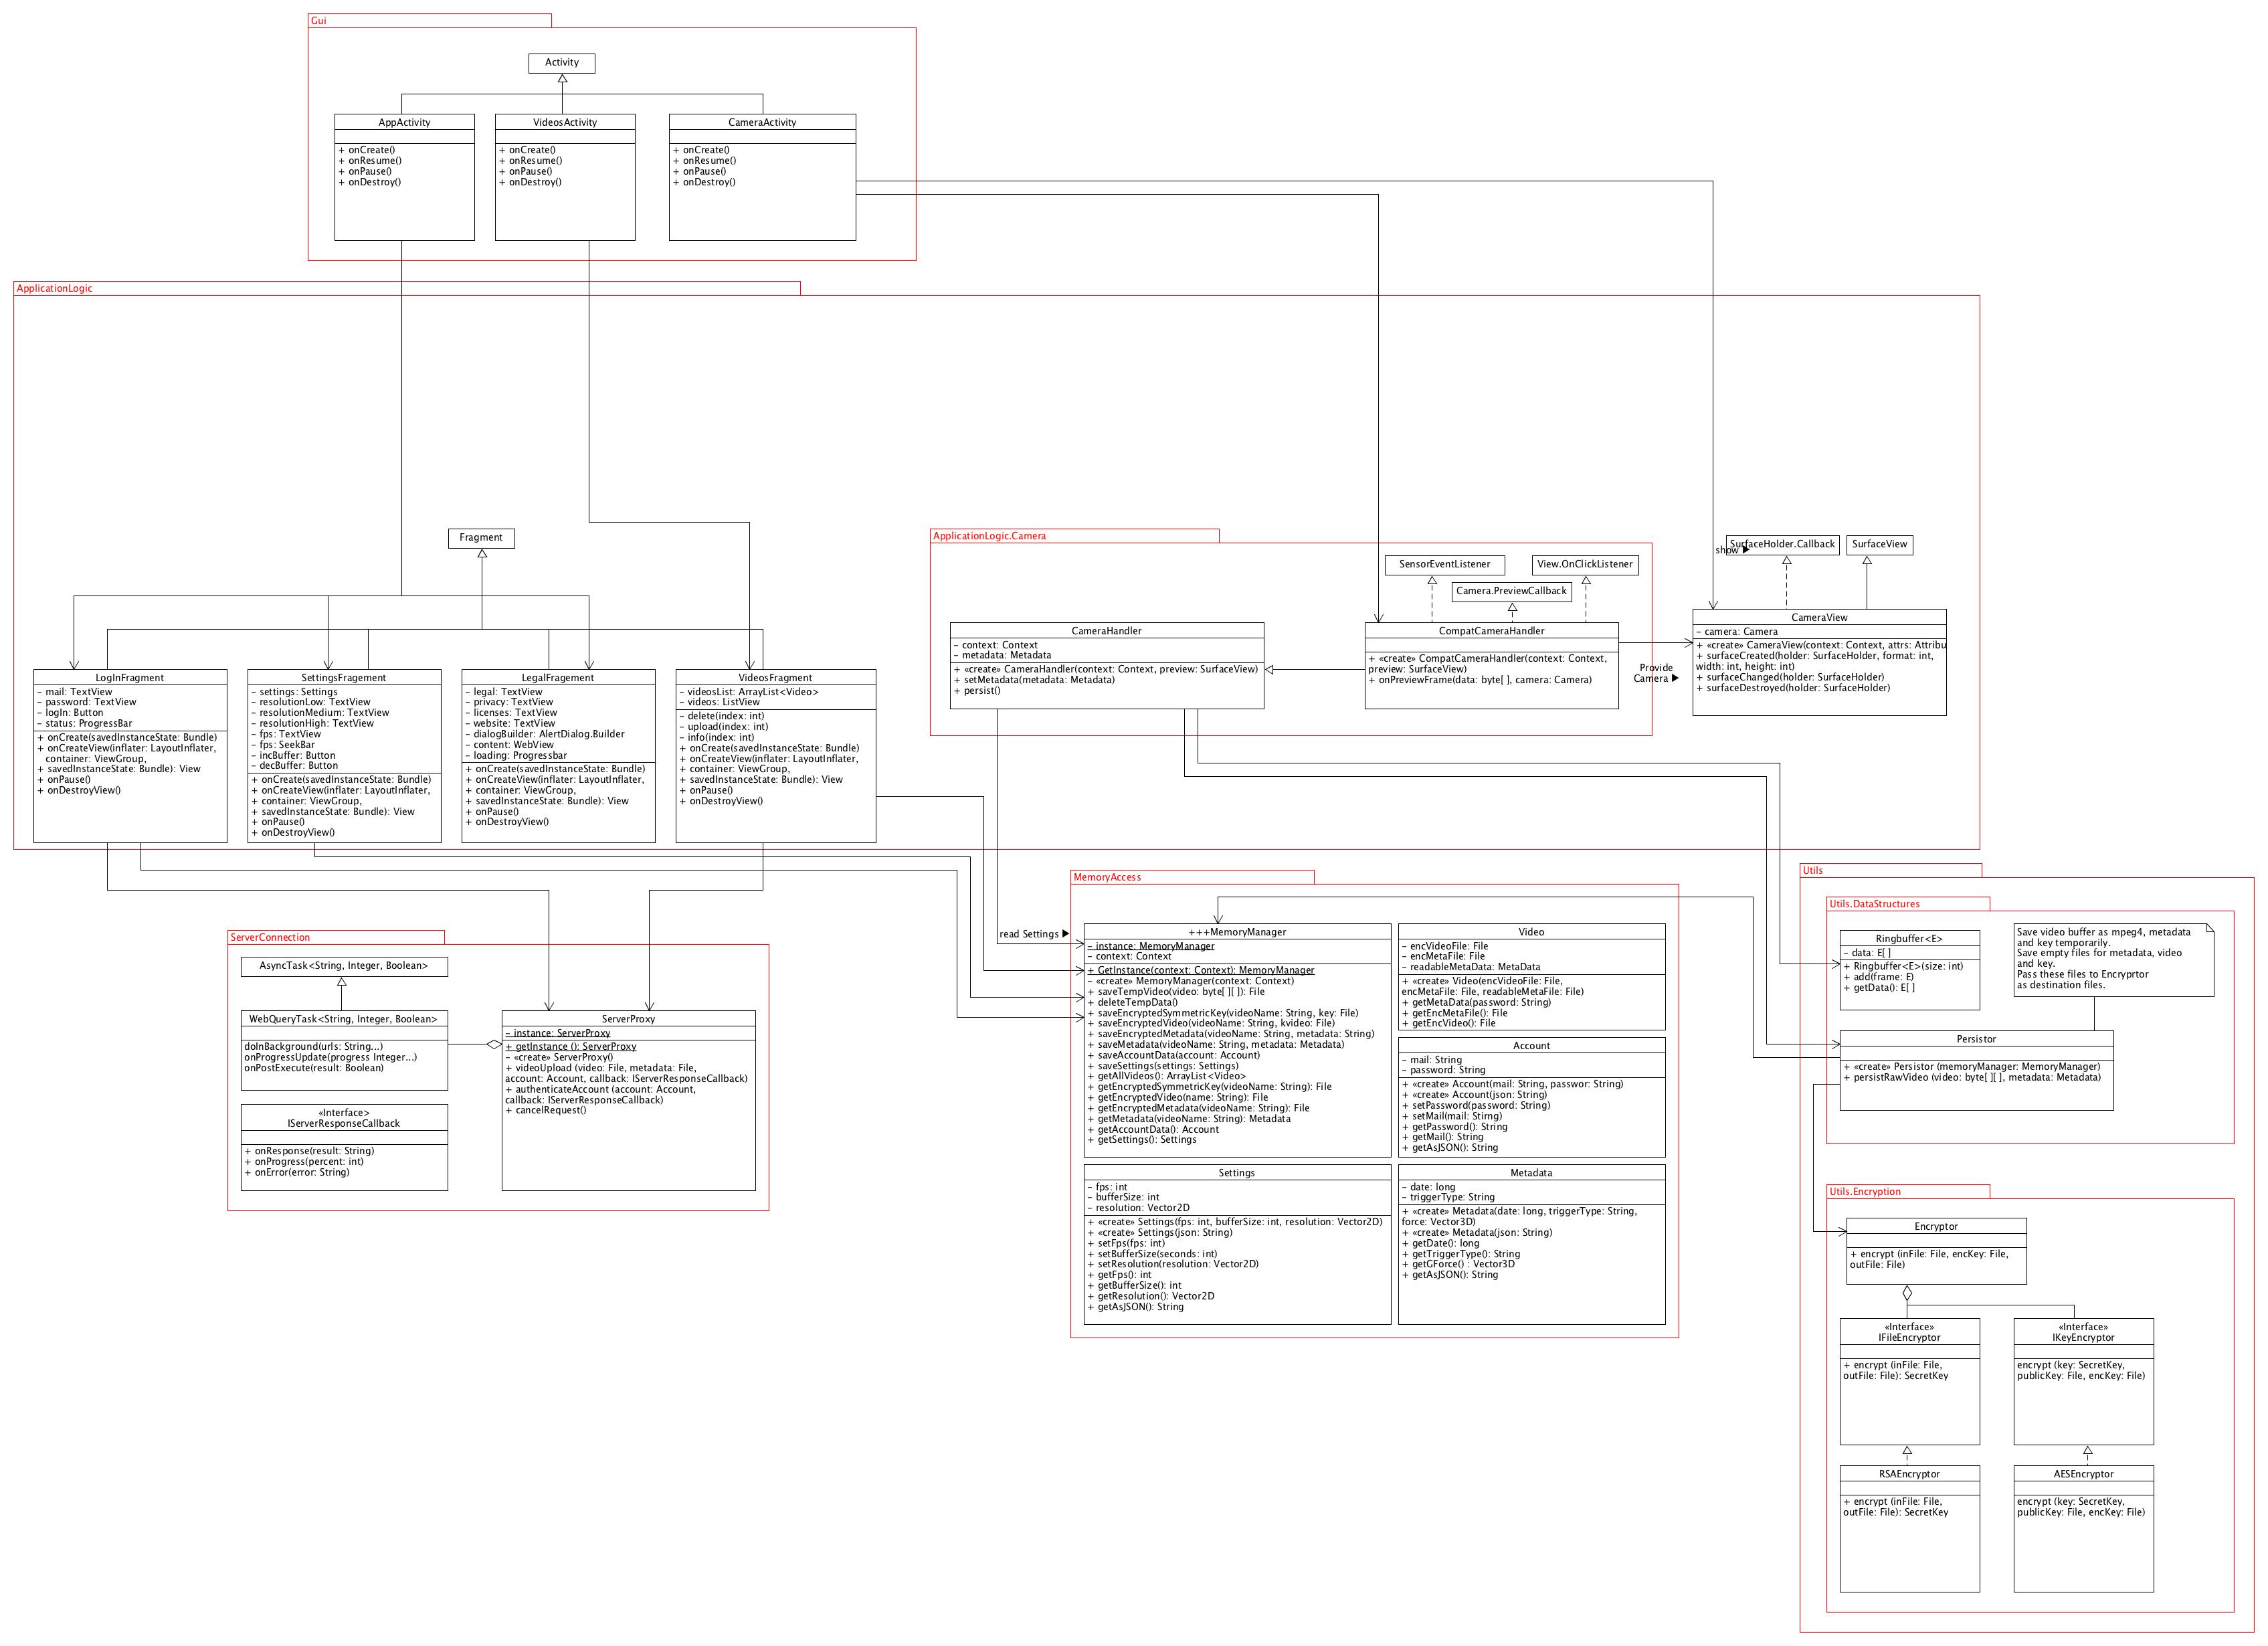 Gui
Activity
AppActivity
+ onCreate()
+ onResume()
+ onPause()
+ onDestroy()
VideosActivity
+ onCreate()
+ onResume()
+ onPause()
+ onDestroy()
CameraActivity
+ onCreate()
+ onResume()
+ onPause()
+ onDestroy()
ApplicationLogic
Fragment
LogInFragment
– mail: TextView
– password: TextView
– logIn: Button
– status: ProgressBar
+ onCreate(savedInstanceState: Bundle)
+ onCreateView(inflater: LayoutInflater,
container: ViewGroup,
+ savedInstanceState: Bundle): View
+ onPause()
+ onDestroyView()
SettingsFragement
– settings: Settings
– resolutionLow: TextView
– resolutionMedium: TextView
– resolutionHigh: TextView
– fps: TextView
– fps: SeekBar
– incBuffer: Button
– decBuffer: Button
+ onCreate(savedInstanceState: Bundle)
+ onCreateView(inflater: LayoutInflater,
+ container: ViewGroup,
+ savedInstanceState: Bundle): View
+ onPause()
+ onDestroyView()
LegalFragement
– legal: TextView
– privacy: TextView
– licenses: TextView
– website: TextView
– dialogBuilder: AlertDialog.Builder
– content: WebView
– loading: Progressbar
+ onCreate(savedInstanceState: Bundle)
+ onCreateView(inflater: LayoutInflater,
+ container: ViewGroup,
+ savedInstanceState: Bundle): View
+ onPause()
+ onDestroyView()
VideosFragment
– videosList: ArrayList<Video>
– videos: ListView
– delete(index: int)
– upload(index: int)
– info(index: int)
+ onCreate(savedInstanceState: Bundle)
+ onCreateView(inflater: LayoutInflater,
+ container: ViewGroup,
+ savedInstanceState: Bundle): View
+ onPause()
+ onDestroyView()
ApplicationLogic.Camera
SensorEventListener
View.OnClickListener
Camera.PreviewCallback
CameraHandler
– context: Context
– metadata: Metadata
+ «create» CameraHandler(context: Context, preview: SurfaceView)
+ setMetadata(metadata: Metadata)
+ persist()
CompatCameraHandler
+ «create» CompatCameraHandler(context: Context,
preview: SurfaceView)
+ onPreviewFrame(data: byte[ ], camera: Camera)
Provide
Camera ▶
show ▶
SurfaceHolder.Callback
SurfaceView
CameraView
– camera: Camera
+ «create» CameraView(context: Context, attrs: Attribu
+ surfaceCreated(holder: SurfaceHolder, format: int,
width: int, height: int)
+ surfaceChanged(holder: SurfaceHolder)
+ surfaceDestroyed(holder: SurfaceHolder)
ServerConnection
AsyncTask<String, Integer, Boolean>
WebQueryTask<String, Integer, Boolean>
doInBackground(urls: String...)
onProgressUpdate(progress Integer...)
onPostExecute(result: Boolean)
«Interface»
IServerResponseCallback
+ onResponse(result: String)
+ onProgress(percent: int)
+ onError(error: String)
ServerProxy
– instance: ServerProxy
+ getInstance (): ServerProxy
– «create» ServerProxy()
+ videoUpload (video: File, metadata: File,
account: Account, callback: IServerResponseCallback)
+ authenticateAccount (account: Account,
callback: IServerResponseCallback)
+ cancelRequest()
MemoryAccess
read Settings ▶
+++MemoryManager
– instance: MemoryManager
– context: Context
+ GetInstance(context: Context): MemoryManager
– «create» MemoryManager(context: Context)
+ saveTempVideo(video: byte[ ][ ]): File
+ deleteTempData()
+ saveEncryptedSymmetricKey(videoName: String, key: File)
+ saveEncryptedVideo(videoName: String, kvideo: File)
+ saveEncryptedMetadata(videoName: String, metadata: String)
+ saveMetadata(videoName: String, metadata: Metadata)
+ saveAccountData(account: Account)
+ saveSettings(settings: Settings)
+ getAllVideos(): ArrayList<Video>
+ getEncryptedSymmetricKey(videoName: String): File
+ getEncryptedVideo(name: String): File
+ getEncryptedMetadata(videoName: String): File
+ getMetadata(videoName: String): Metadata
+ getAccountData(): Account
+ getSettings(): Settings
Video
– encVideoFile: File
– encMetaFile: File
– readableMetaData: MetaData
+ «create» Video(encVideoFile: File,
encMetaFile: File, readableMetaFile: File)
+ getMetaData(password: String)
+ getEncMetaFile(): File
+ getEncVideo(): File
Account
– mail: String
– password: String
+ «create» Account(mail: String, passwor: String)
+ «create» Account(json: String)
+ setPassword(password: String)
+ setMail(mail: Stirng)
+ getPassword(): String
+ getMail(): String
+ getAsJSON(): String
Settings
– fps: int
– bufferSize: int
– resolution: Vector2D
+ «create» Settings(fps: int, bufferSize: int, resolution: Vector2D)
+ «create» Settings(json: String)
+ setFps(fps: int)
+ setBufferSize(seconds: int)
+ setResolution(resolution: Vector2D)
+ getFps(): int
+ getBufferSize(): int
+ getResolution(): Vector2D
+ getAsJSON(): String
Metadata
– date: long
– triggerType: String
+ «create» Metadata(date: long, triggerType: String,
force: Vector3D)
+ «create» Metadata(json: String)
+ getDate(): long
+ getTriggerType(): String
+ getGForce() : Vector3D
+ getAsJSON(): String
Utils
Utils.DataStructures
Ringbuffer<E>
– data: E[ ]
+ Ringbuffer<E>(size: int)
+ add(frame: E)
+ getData(): E[ ]
Save video buffer as mpeg4, metadata
and key temporarily.
Save empty files for metadata, video
and key.
Pass these files to Encyprtor
as destination files.
Persistor
+ «create» Persistor (memoryManager: MemoryManager)
+ persistRawVideo (video: byte[ ][ ], metadata: Metadata)
Utils.Encryption
Encryptor
+ encrypt (inFile: File, encKey: File,
outFile: File)
«Interface»
IFileEncryptor
+ encrypt (inFile: File,
outFile: File): SecretKey
«Interface»
IKeyEncryptor
encrypt (key: SecretKey,
publicKey: File, encKey: File)
RSAEncryptor
+ encrypt (inFile: File,
outFile: File): SecretKey
AESEncryptor
encrypt (key: SecretKey,
publicKey: File, encKey: File)